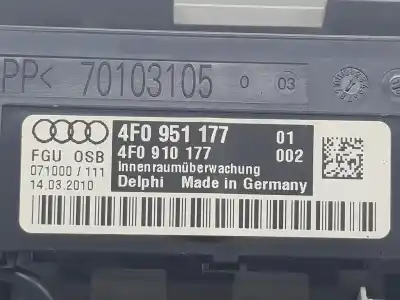 PP< 70103105 0 03
4F0 951 177 01
4F0 910 177 002
FGU OSB
Innenraumüberwachung
071000 / 111
Delphi Made in Germany
14.03.2010